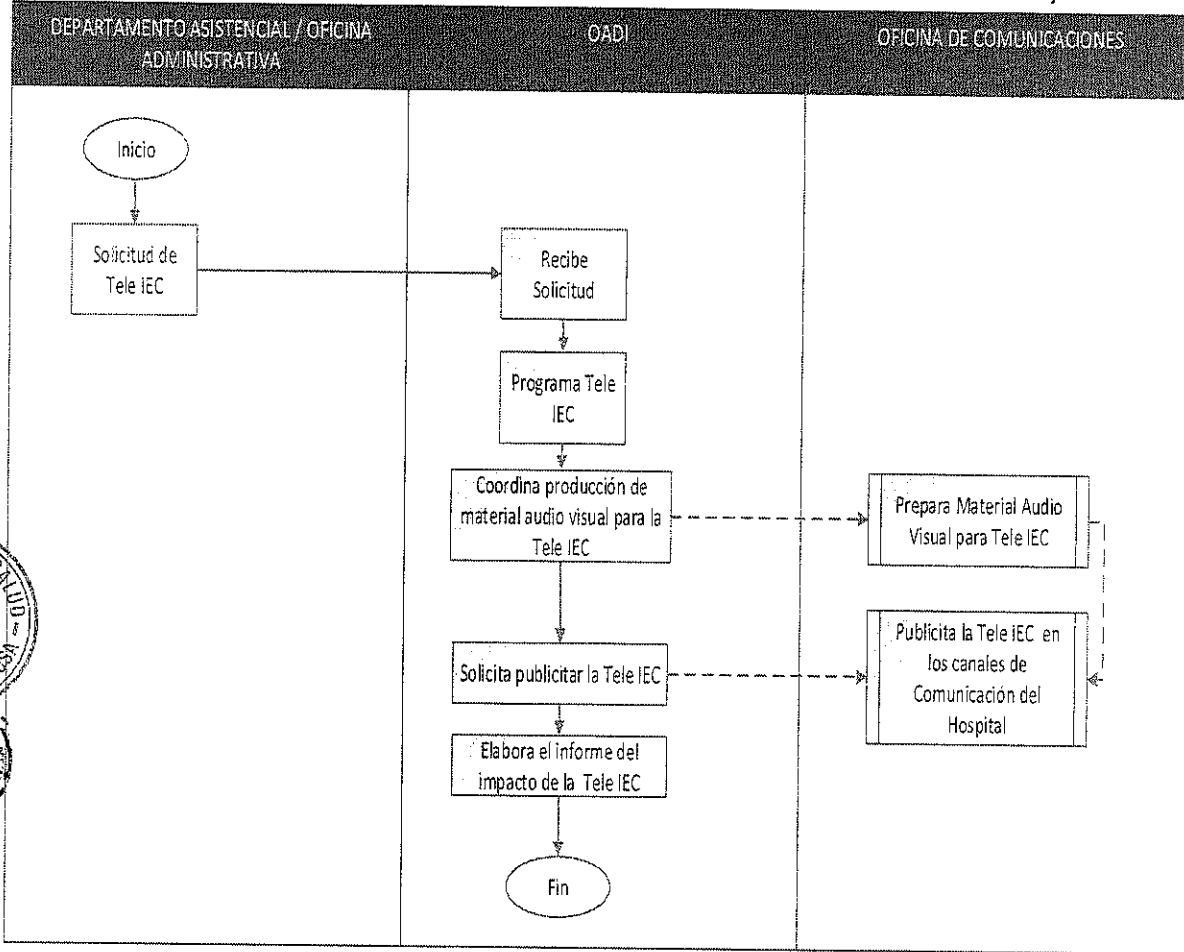 DEPARTAMENTO ASISTENCIAL / OFICINA
ADMINISTRATIVA
OADI
OFICINA DE COMUNICACIONES
Inicio
Solicitud de
Tele IEC
Recibe
Solicitud
Programa Tele
IEC
Coordina producción de
material audio visual para la
Tele IEC
Prepara Material Audio
Visual para Tele IEC
Solicita publicitar la Tele IEC
Publicita la Tele IEC en
los canales de
Comunicación del
Hospital
Elabora el informe del
impacto de la Tele IEC
Fin
SALUD